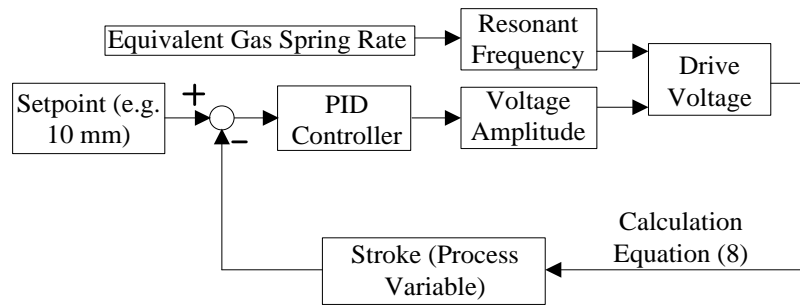 Equivalent Gas Spring Rate
Resonant
Frequency
Drive
Voltage
Setpoint (e.g.
10 mm)
+
−
PID
Controller
Voltage
Amplitude
Stroke (Process
Variable)
Calculation
Equation (8)